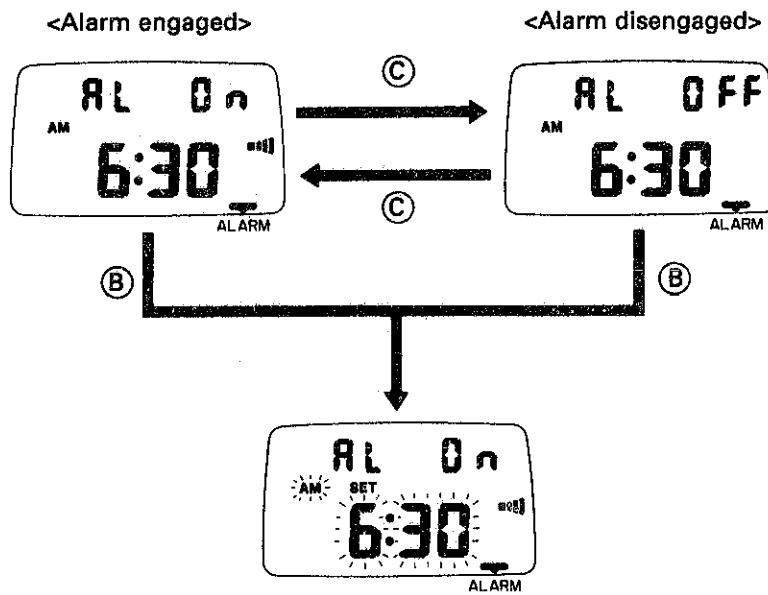 <Alarm engaged>
<Alarm disengaged>
AL On
AM 6:30
ALARM
C
C
AL OFF
AM 6:30
ALARM
B
B
AL On
AM SET
6:30
ALARM